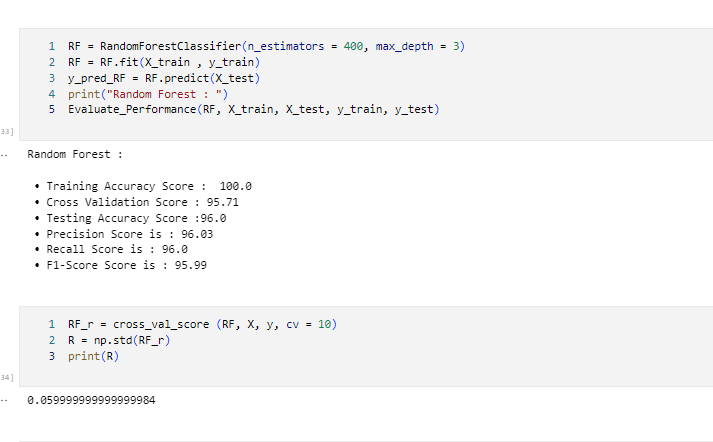 1 RF = RandomForestClassifier(n_estimators = 400, max_depth = 3)
2 RF = RF.fit(X_train , y_train)
3 y_pred_RF = RF.predict(X_test)
4 print("Random Forest : ")
5 Evaluate_Performance(RF, X_train, X_test, y_train, y_test)
33]
Random Forest :
• Training Accuracy Score :  100.0
• Cross Validation Score : 95.71
• Testing Accuracy Score :96.0
• Precision Score is : 96.03
• Recall Score is : 96.0
• F1-Score Score is : 95.99
1 RF_r = cross_val_score (RF, X, y, cv = 10)
2 R = np.std(RF_r)
3 print(R)
34]
0.059999999999999984